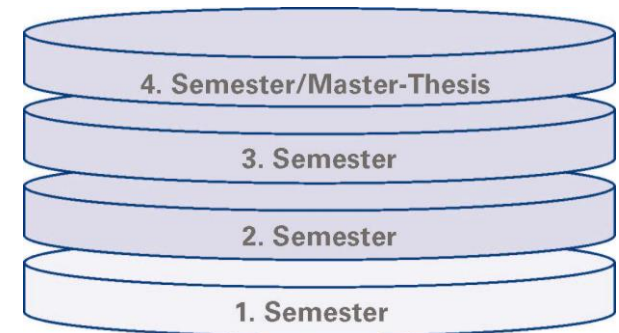 4. Semester/Master-Thesis
3. Semester
2. Semester
1. Semester